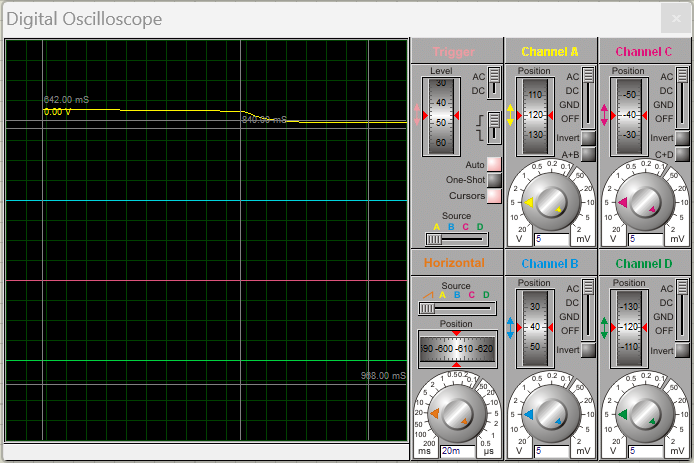 Digital Oscilloscope
×
642.00 mS
0.00 V
840.00 mS
968.00 mS
Trigger
Level
30
40
50
60
AC
DC
Auto
One-Shot
Cursors
Source
A B C D
Channel A
Position
110
120
130
AC
DC
GND
OFF
Invert
A+B
20
10
5
2
1
0.5
0.2
0.1
50
20
10
5
2
V
5
mV
Channel C
Position
-50
-40
-30
AC
DC
GND
OFF
Invert
C+D
20
10
5
2
1
0.5
0.2
0.1
50
20
10
5
2
V
5
mV
Horizontal
Source
A B C D
Position
590 -600 -610 -620
200
100
50
20
10
5
2
1
0.5
0.2
0.1
50
20
10
5
2
1
0.5
ms
20m
µs
Channel B
Position
30
40
50
AC
DC
GND
OFF
Invert
20
10
5
2
1
0.5
0.2
0.1
50
20
10
5
2
V
5
mV
Channel D
Position
-130
-120
-110
AC
DC
GND
OFF
Invert
20
10
5
2
1
0.5
0.2
0.1
50
20
10
5
2
V
5
mV